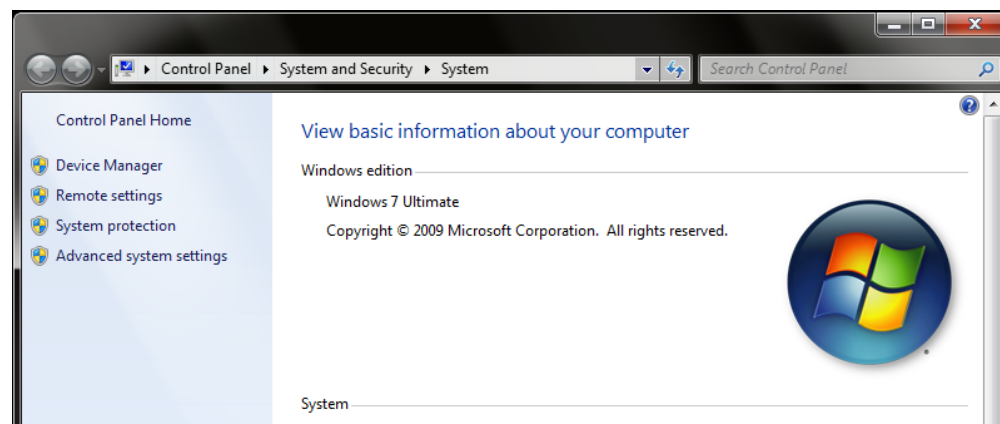 Control Panel System and Security System
Search Control Panel
Control Panel Home
Device Manager
Remote settings
System protection
Advanced system settings
View basic information about your computer
Windows edition
Windows 7 Ultimate
Copyright © 2009 Microsoft Corporation. All rights reserved.
System